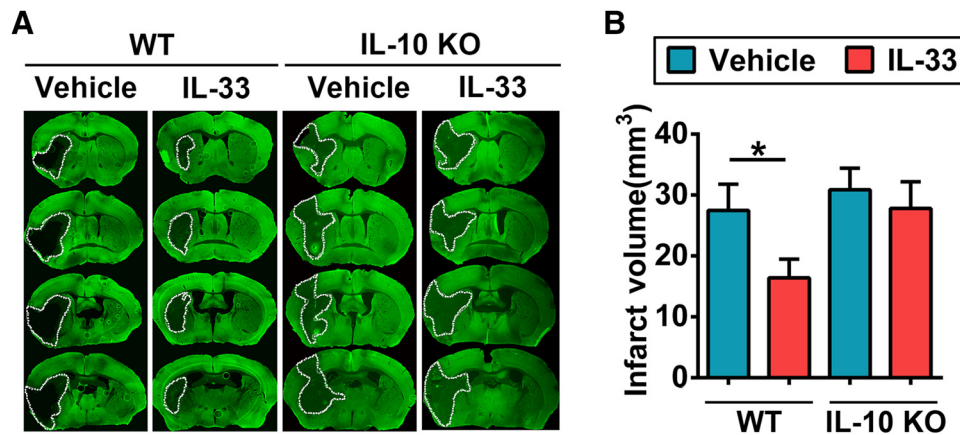 A
WT
IL-10 KO
Vehicle
IL-33
Vehicle
IL-33
B
Vehicle
IL-33
Infarct volume(mm³)
40
30
20
10
0
*
WT
IL-10 KO